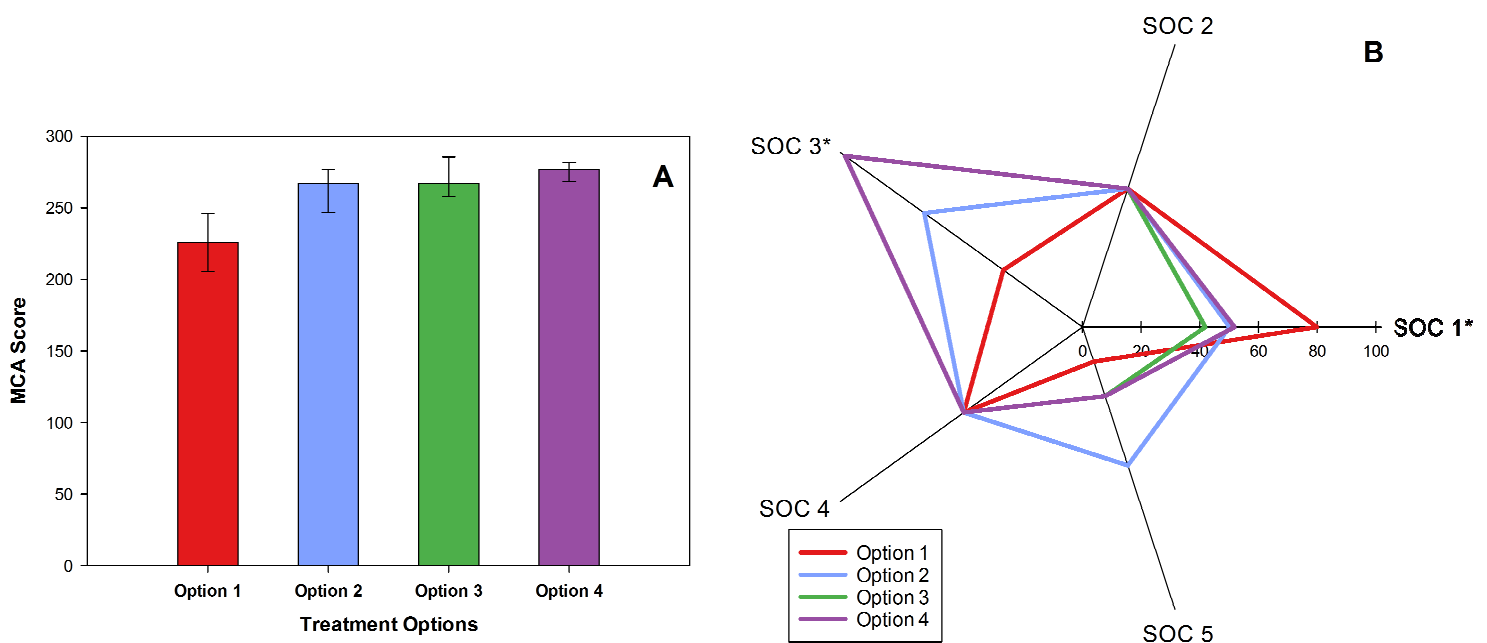 A
MCA Score
300
250
200
150
100
50
0
Option 1 Option 2 Option 3 Option 4
Treatment Options
B
SOC 2
SOC 3*
SOC 1*
0 20 40 60 80 100
SOC 4
SOC 5
Option 1
Option 2
Option 3
Option 4